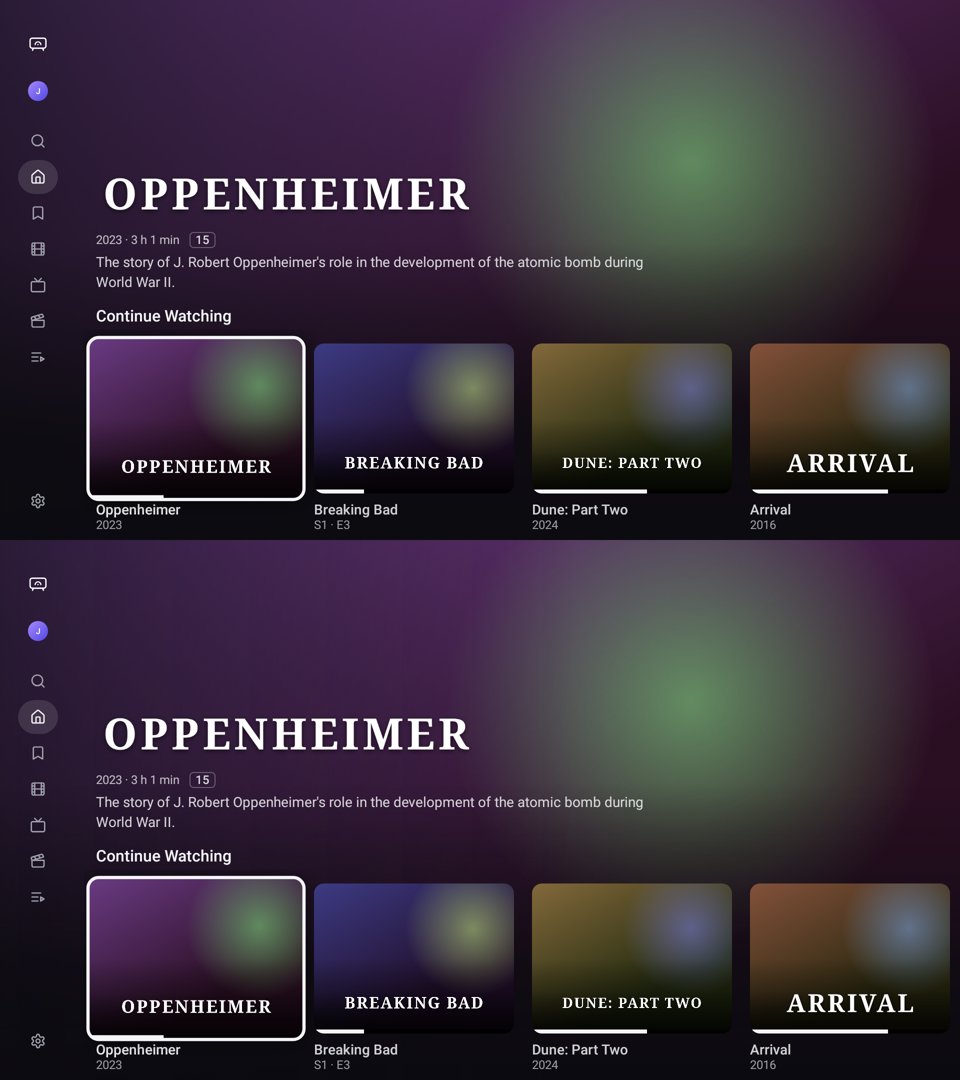 J
OPPENHEIMER
2023 · 3 h 1 min 15
The story of J. Robert Oppenheimer's role in the development of the atomic bomb during
World War II.
Continue Watching
OPPENHEIMER BREAKING BAD DUNE: PART TWO ARRIVAL
Oppenheimer Breaking Bad Dune: Part Two Arrival
2023 S1 · E3 2024 2016
J
OPPENHEIMER
2023 · 3 h 1 min 15
The story of J. Robert Oppenheimer's role in the development of the atomic bomb during
World War II.
Continue Watching
OPPENHEIMER BREAKING BAD DUNE: PART TWO ARRIVAL
Oppenheimer Breaking Bad Dune: Part Two Arrival
2023 S1 · E3 2024 2016